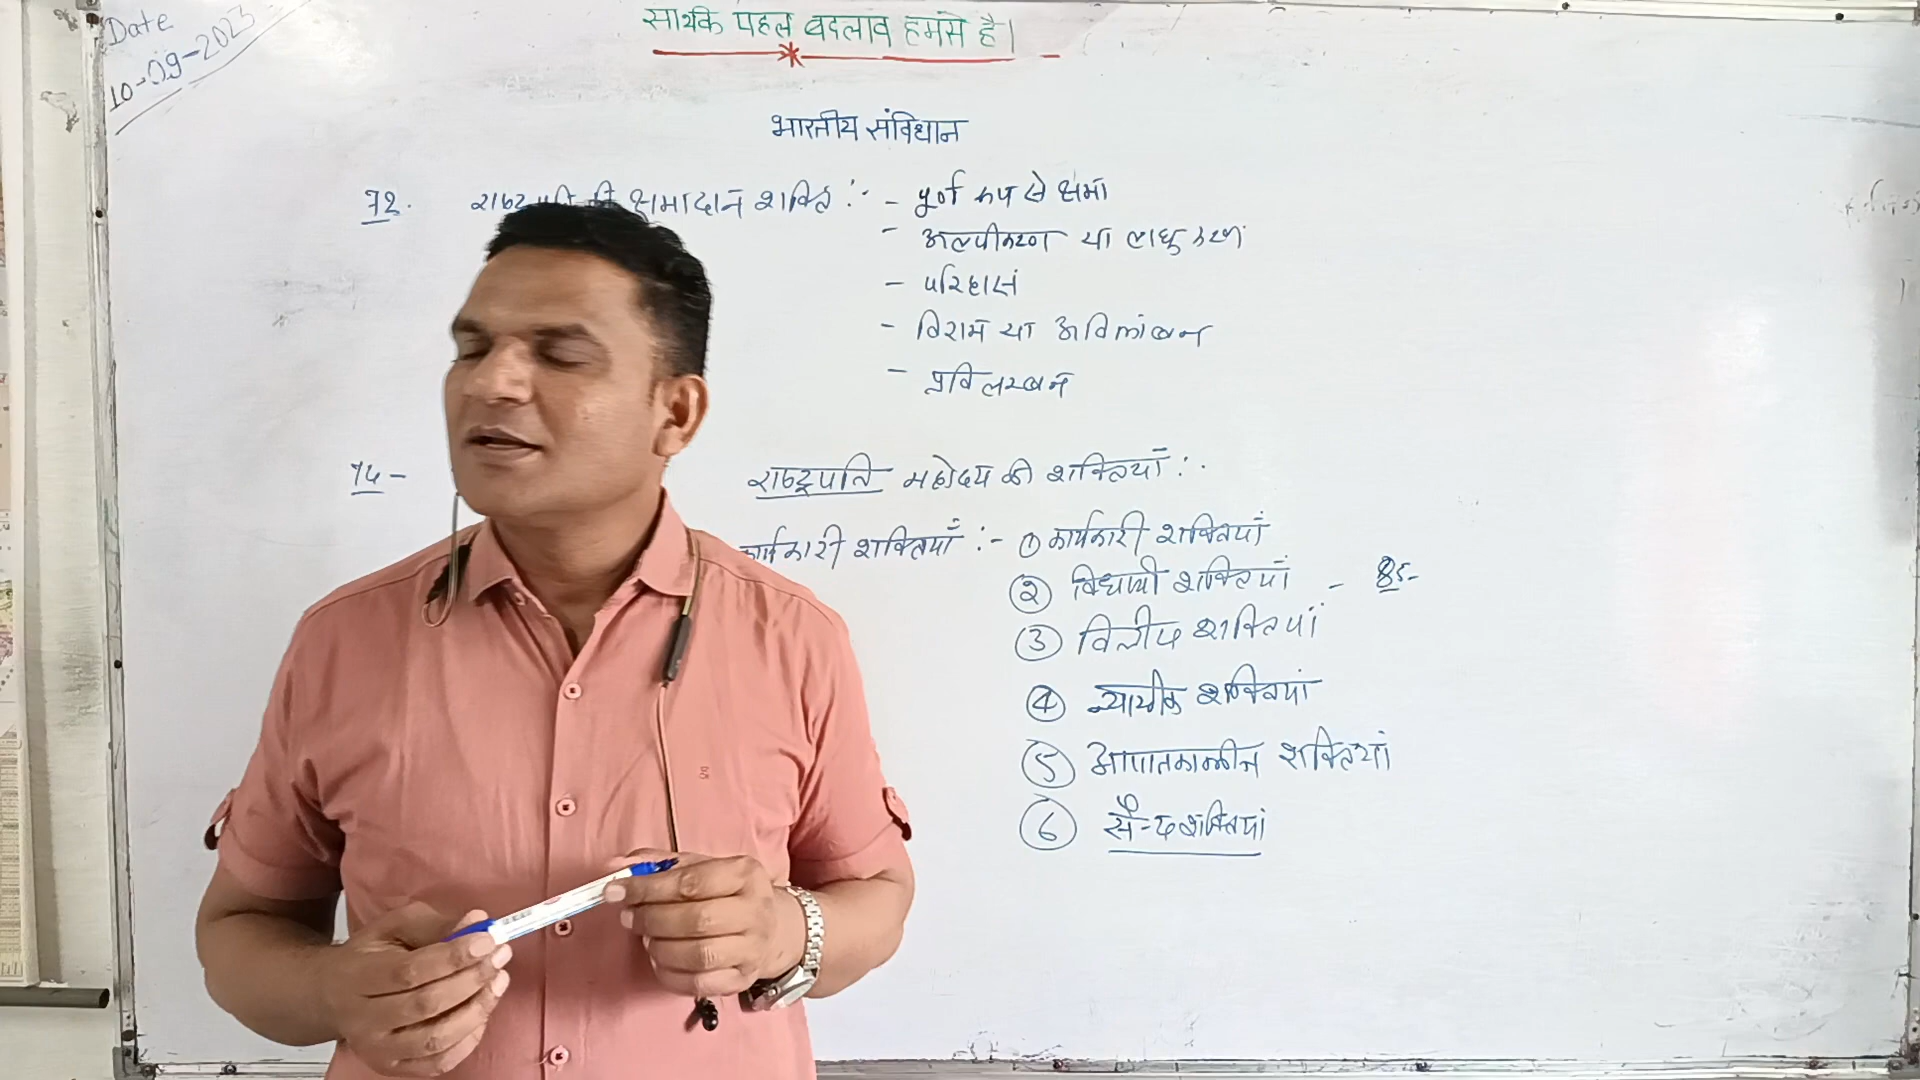 Date
10-09-2023
सार्थक पहल बदलाव हमसे है।
भारतीय संविधान
72. राष्ट्रपति की क्षमादान शक्ति :- - पूर्ण रूप से क्षमा
- अल्पीकरण या लघुकरण
- परिहास
- विराम या अविलंबन
- प्रविलम्बन
74 - राष्ट्रपति महोदय की शक्तियाँ :-
कार्यकारी शक्तियाँ :- ① कार्यकारी शक्तियां
② विधायी शक्तियाँ - 85-
③ वित्तीय शक्तियां
④ न्यायीक शक्तियां
⑤ आपातकालीन शक्तियां
⑥ सैन्य शक्तियां